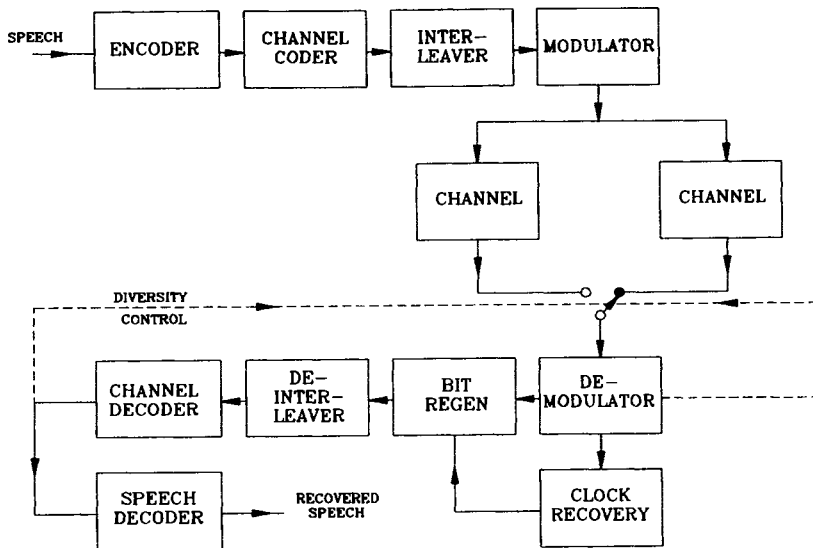 SPEECH
ENCODER
CHANNEL
CODER
INTER-
LEAVER
MODULATOR
CHANNEL
CHANNEL
DIVERSITY
CONTROL
CHANNEL
DECODER
DE-
INTER-
LEAVER
BIT
REGEN
DE-
MODULATOR
SPEECH
DECODER
RECOVERED
SPEECH
CLOCK
RECOVERY